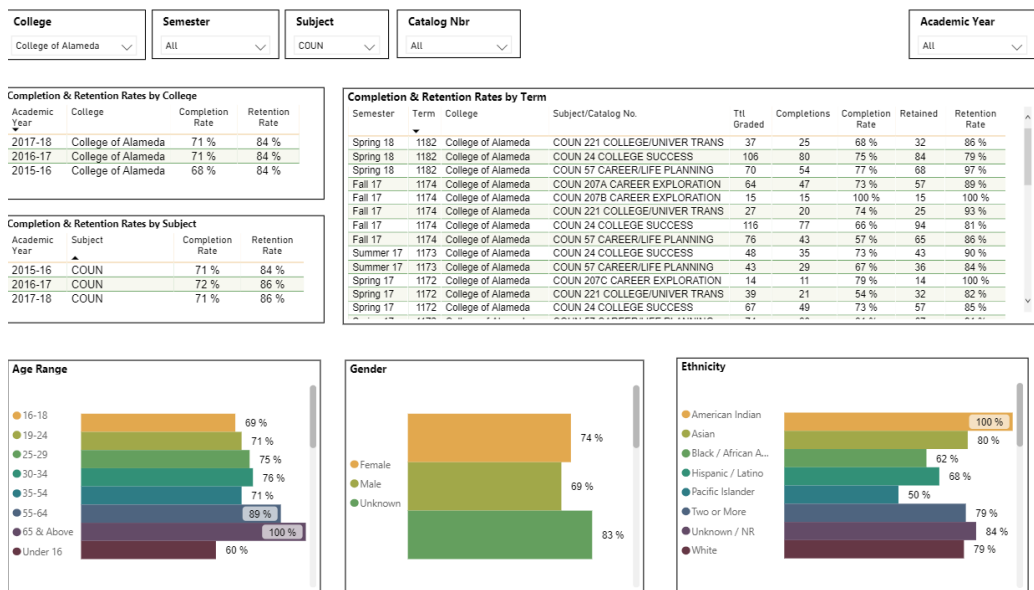 College
Semester
Subject
Catalog Nbr
Academic Year
College of Alameda
All
COUN
All
All
Completion & Retention Rates by College
Academic Year College Completion Rate Retention Rate
2017-18 College of Alameda 71 % 84 %
2016-17 College of Alameda 71 % 84 %
2015-16 College of Alameda 68 % 84 %
Completion & Retention Rates by Subject
Academic Year Subject Completion Rate Retention Rate
2015-16 COUN 71 % 84 %
2016-17 COUN 72 % 86 %
2017-18 COUN 71 % 86 %
Completion & Retention Rates by Term
Semester Term College Subject/Catalog No. Ttl Graded Completions Completion Rate Retained Retention Rate
Spring 18 1182 College of Alameda COUN 221 COLLEGE/UNIVER TRANS 37 25 68 % 32 86 %
Spring 18 1182 College of Alameda COUN 24 COLLEGE SUCCESS 106 80 75 % 84 79 %
Spring 18 1182 College of Alameda COUN 57 CAREER/LIFE PLANNING 70 54 77 % 68 97 %
Fall 17 1174 College of Alameda COUN 207A CAREER EXPLORATION 64 47 73 % 57 89 %
Fall 17 1174 College of Alameda COUN 207B CAREER EXPLORATION 15 15 100 % 15 100 %
Fall 17 1174 College of Alameda COUN 221 COLLEGE/UNIVER TRANS 27 20 74 % 25 93 %
Fall 17 1174 College of Alameda COUN 24 COLLEGE SUCCESS 116 77 66 % 94 81 %
Fall 17 1174 College of Alameda COUN 57 CAREER/LIFE PLANNING 76 43 57 % 65 86 %
Summer 17 1173 College of Alameda COUN 24 COLLEGE SUCCESS 48 35 73 % 43 90 %
Summer 17 1173 College of Alameda COUN 57 CAREER/LIFE PLANNING 43 29 67 % 36 84 %
Spring 17 1172 College of Alameda COUN 207C CAREER EXPLORATION 14 11 79 % 14 100 %
Spring 17 1172 College of Alameda COUN 221 COLLEGE/UNIVER TRANS 39 21 54 % 32 82 %
Spring 17 1172 College of Alameda COUN 24 COLLEGE SUCCESS 67 49 73 % 57 85 %
Age Range
16-18 69 %
19-24 71 %
25-29 75 %
30-34 76 %
35-54 71 %
55-64 89 %
65 & Above 100 %
Under 16 60 %
Gender
Female 74 %
Male 69 %
Unknown 83 %
Ethnicity
American Indian 100 %
Asian 80 %
Black / African A... 62 %
Hispanic / Latino 68 %
Pacific Islander 50 %
Two or More 79 %
Unknown / NR 84 %
White 79 %